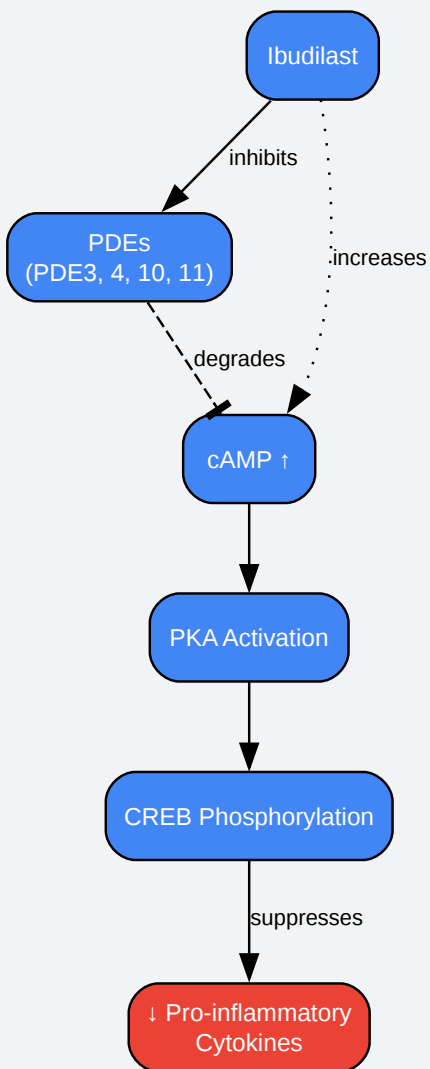 Ibudilast
inhibits
PDEs
(PDE3, 4, 10, 11)
increases
degrades
cAMP ↑
PKA Activation
CREB Phosphorylation
suppresses
↓ Pro-inflammatory
Cytokines